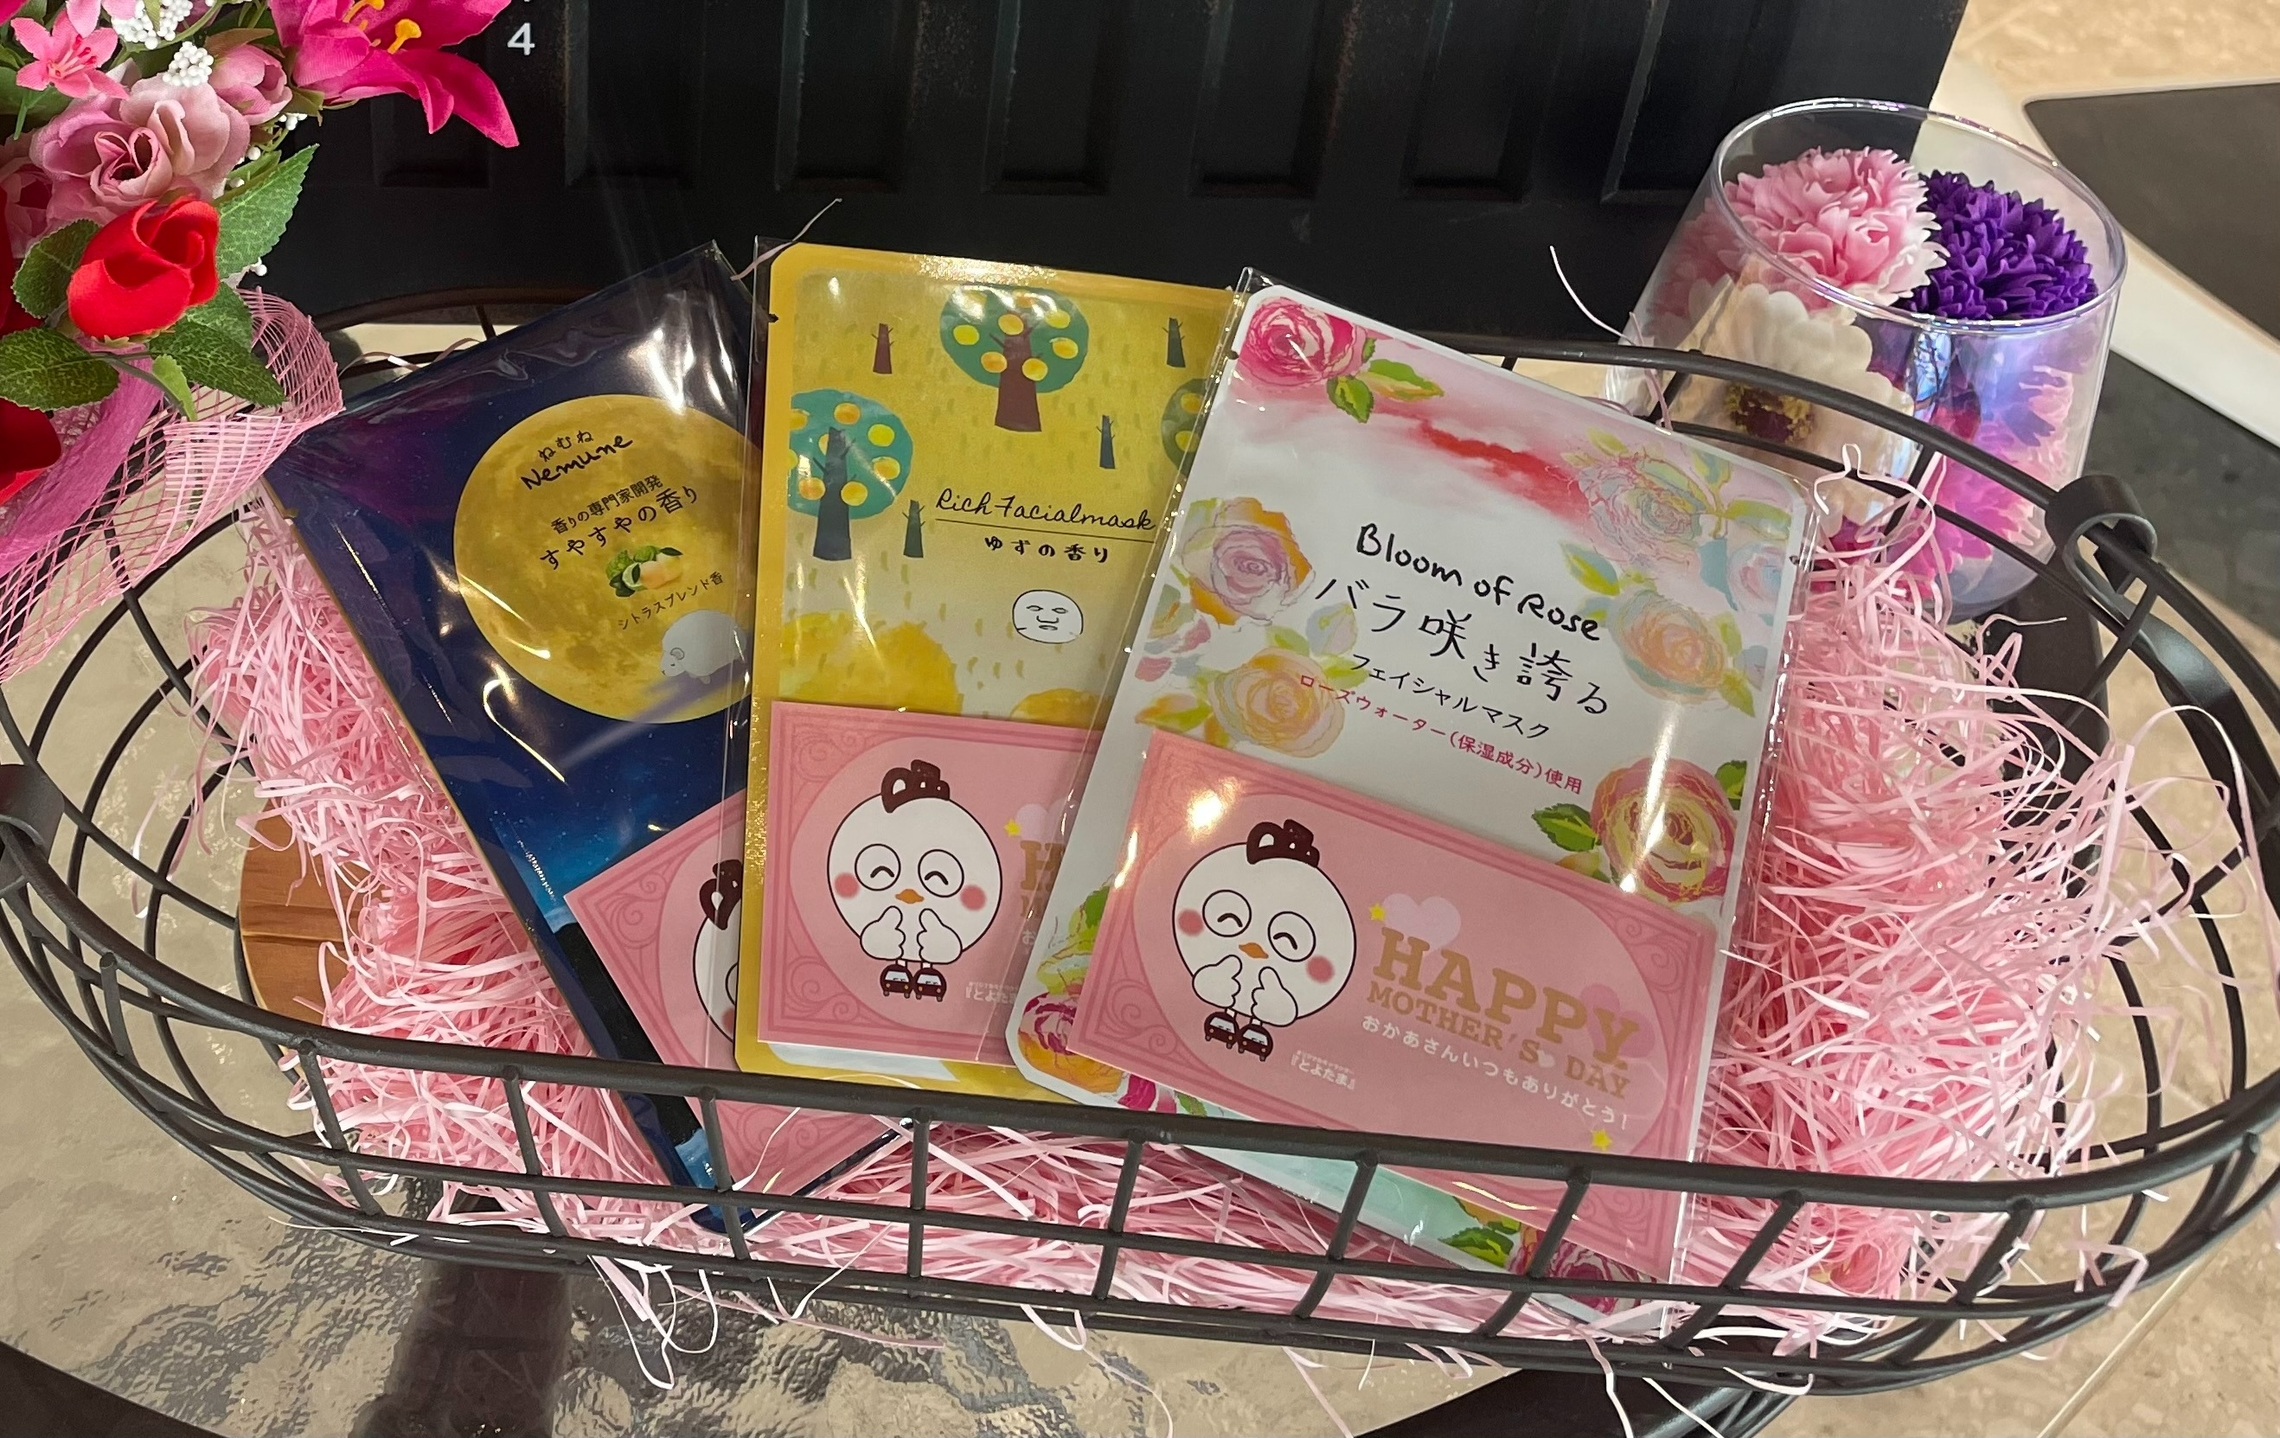 4
ねむね
Nemune
香りの専門家開発
すやすやの香り
シトラスブレンド香
Rich Facialmask
ゆずの香り
Bloom of Rose
バラ咲き誇る
フェイシャルマスク
ローズウォーター(保湿成分)使用
H
HAPPY
MOTHER'S DAY
おかあさんいつもありがとう!
『とよたま』